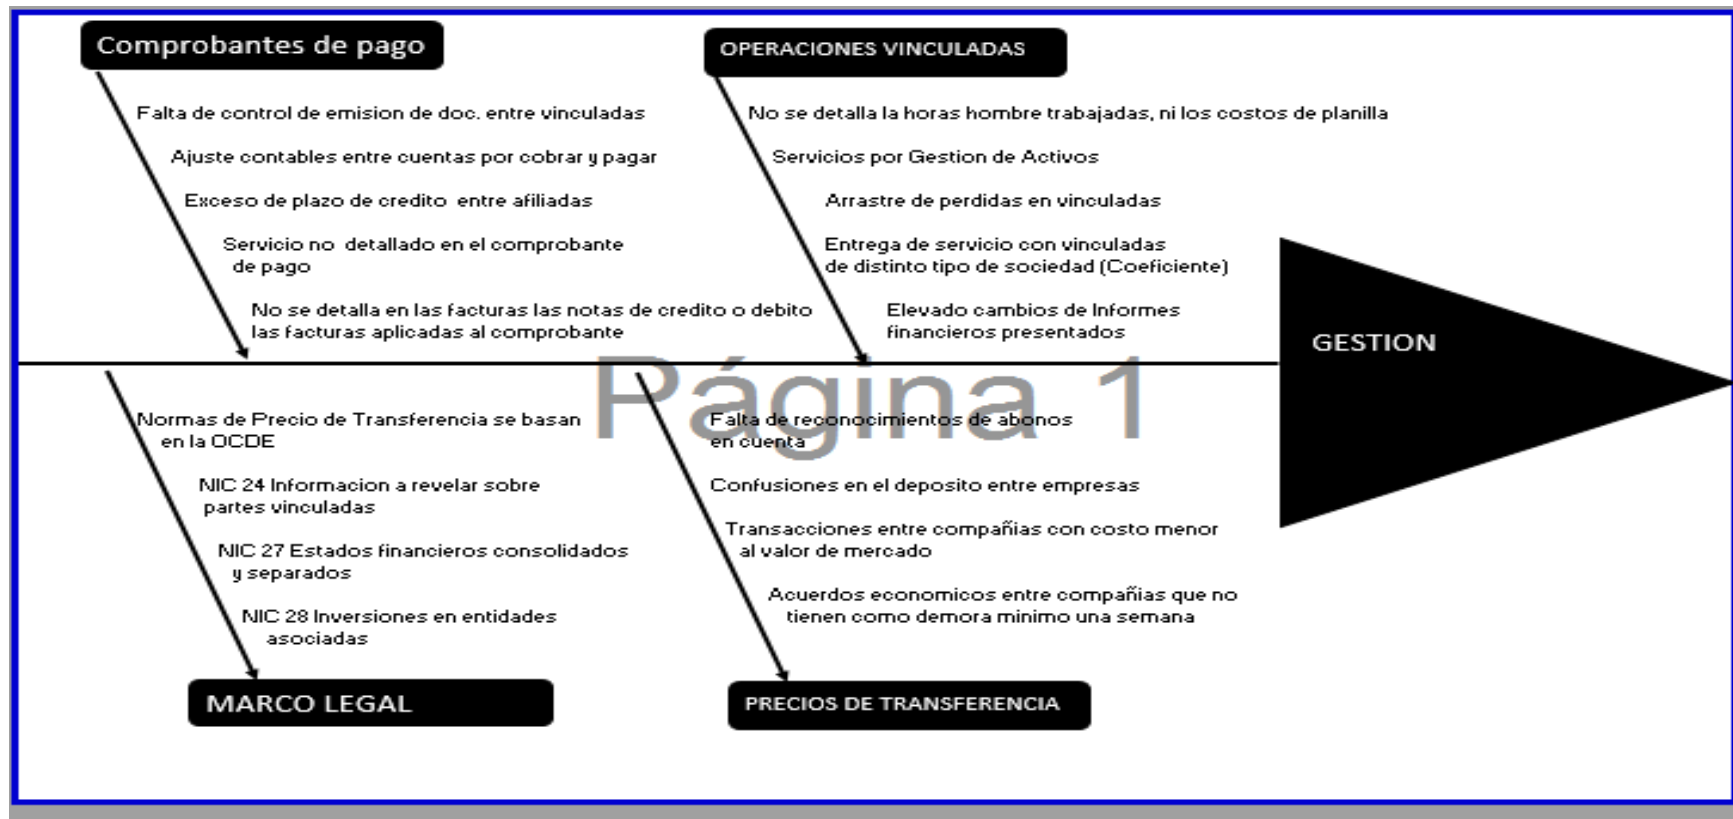 Comprobantes de pago
Falta de control de emision de doc. entre vinculadas
Ajuste contables entre cuentas por cobrar y pagar
Exceso de plazo de credito entre afiliadas
Servicio no detallado en el comprobante
de pago
No se detalla en las facturas las notas de credito o debito
las facturas aplicadas al comprobante
OPERACIONES VINCULADAS
No se detalla la horas hombre trabajadas, ni los costos de planilla
Servicios por Gestion de Activos
Arrastre de perdidas en vinculadas
Entrega de servicio con vinculadas
de distinto tipo de sociedad (Coeficiente)
Elevado cambios de Informes
financieros presentados
GESTION
Página 1
Normas de Precio de Transferencia se basan
en la OCDE
NIC 24 Informacion a revelar sobre
partes vinculadas
NIC 27 Estados financieros consolidados
y separados
NIC 28 Inversiones en entidades
asociadas
MARCO LEGAL
Falta de reconocimientos de abonos
en cuenta
Confusiones en el deposito entre empresas
Transacciones entre compañias con costo menor
al valor de mercado
Acuerdos economicos entre compañias que no
tienen como demora minimo una semana
PRECIOS DE TRANSFERENCIA